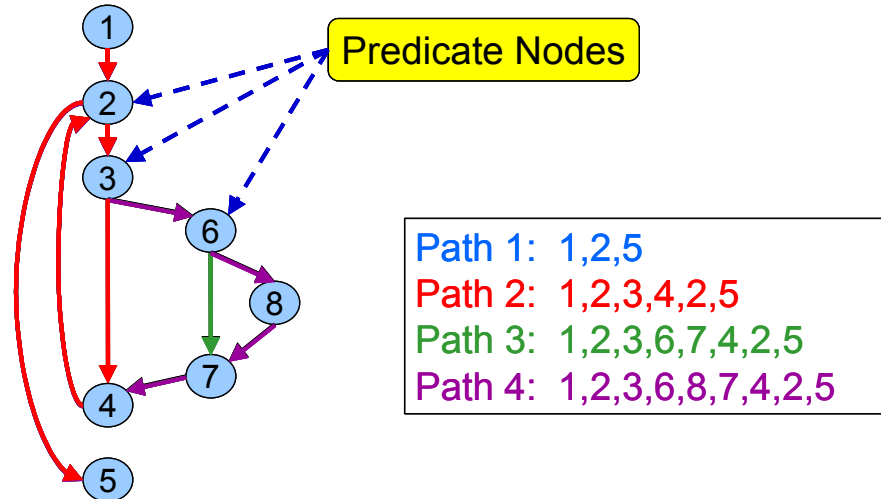 1
Predicate Nodes
2
3
6
8
7
4
5
Path 1: 1,2,5
Path 2: 1,2,3,4,2,5
Path 3: 1,2,3,6,7,4,2,5
Path 4: 1,2,3,6,8,7,4,2,5